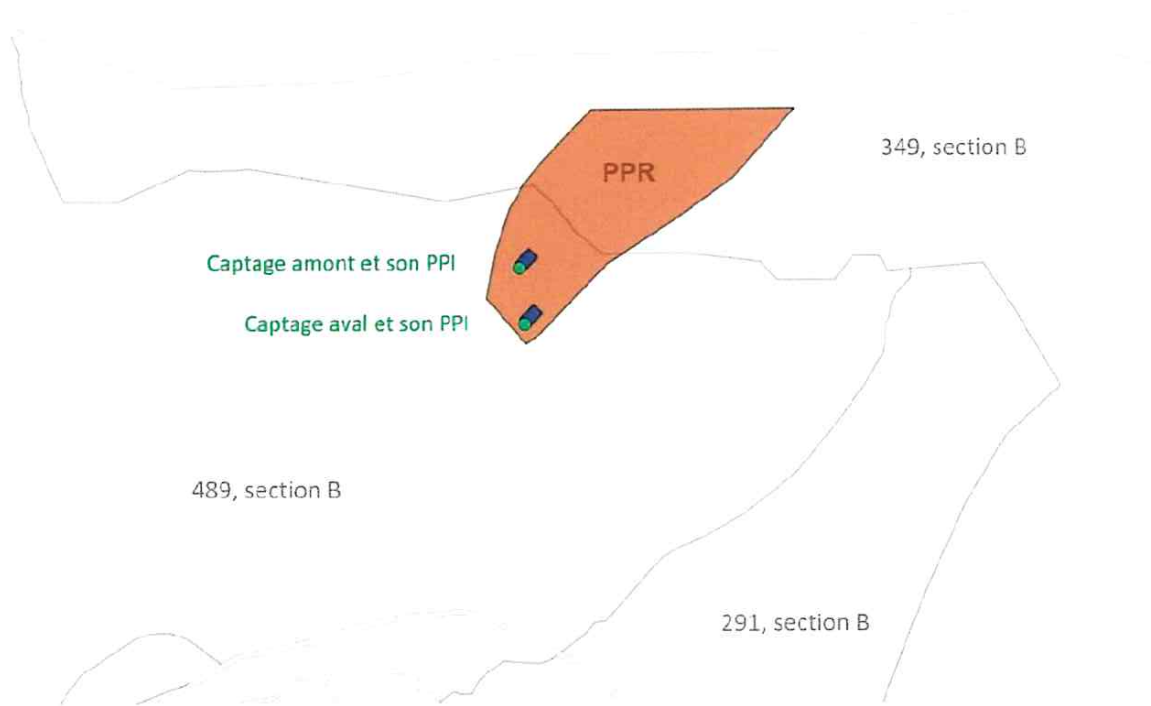 349, section B
PPR
Captage amont et son PPI
Captage aval et son PPI
489, section B
291, section B